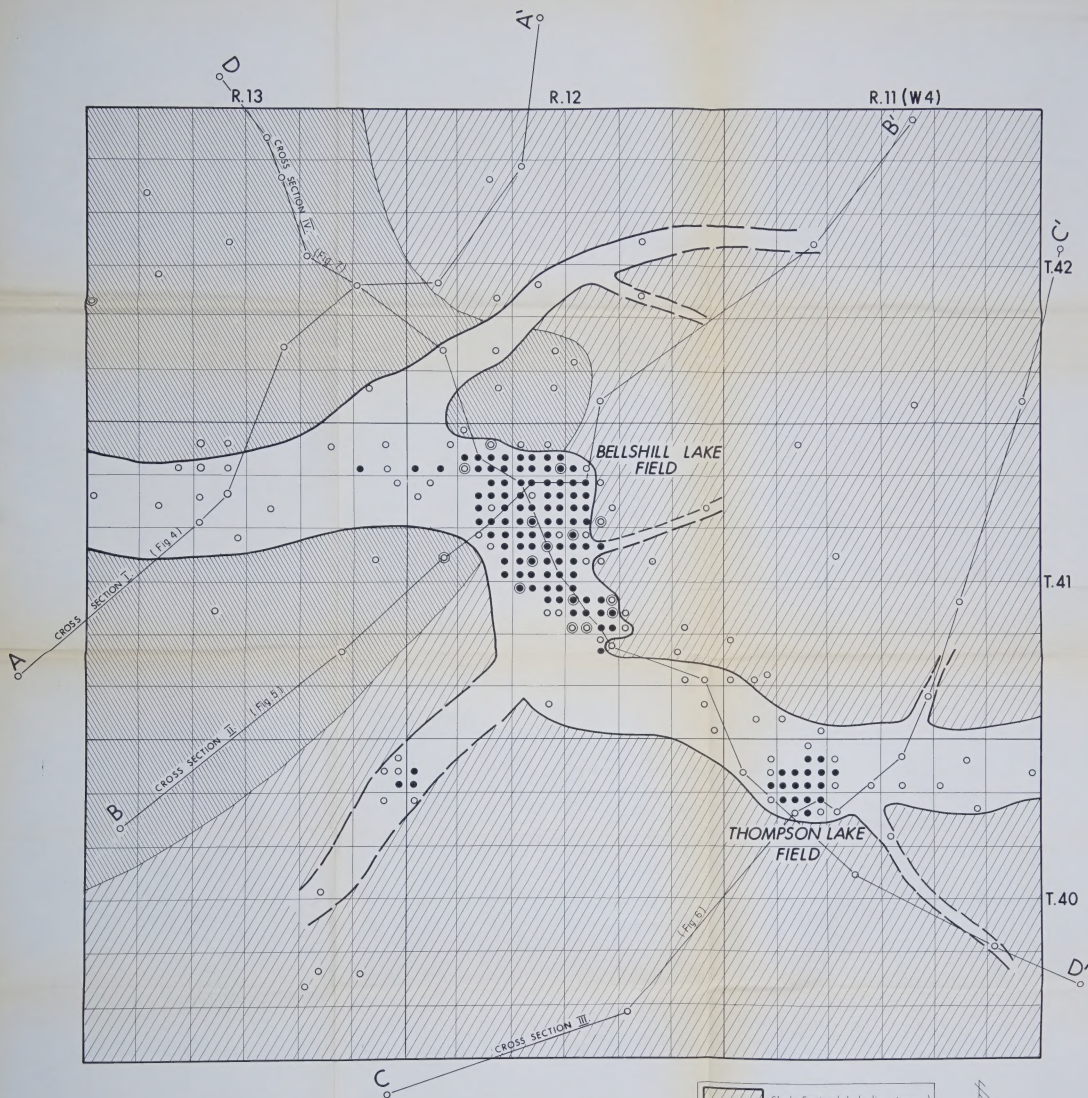 A'
D
R.13
R.12
R.11 (W4)
B'
CROSS SECTION IV
(Fig. 7)
C'
T.42
BELLSHILL LAKE
FIELD
(Fig 4)
CROSS SECTION I
T.41
A
(Fig 5)
CROSS SECTION II
B
THOMPSON LAKE
FIELD
T.40
(Fig 6)
D'
CROSS SECTION III
C